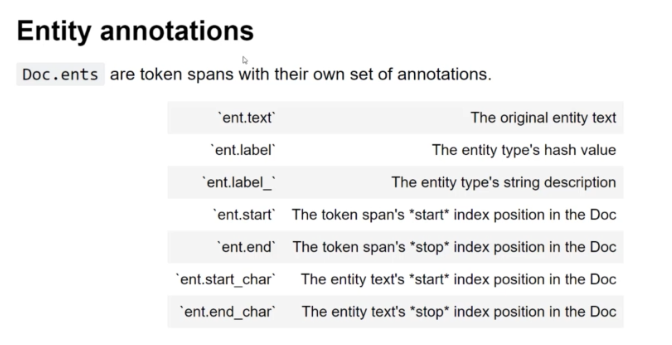 Entity annotations
Doc.ents are token spans with their own set of annotations.
`ent.text` The original entity text
`ent.label` The entity type's hash value
`ent.label_` The entity type's string description
`ent.start` The token span's *start* index position in the Doc
`ent.end` The token span's *stop* index position in the Doc
`ent.start_char` The entity text's *start* index position in the Doc
`ent.end_char` The entity text's *stop* index position in the Doc